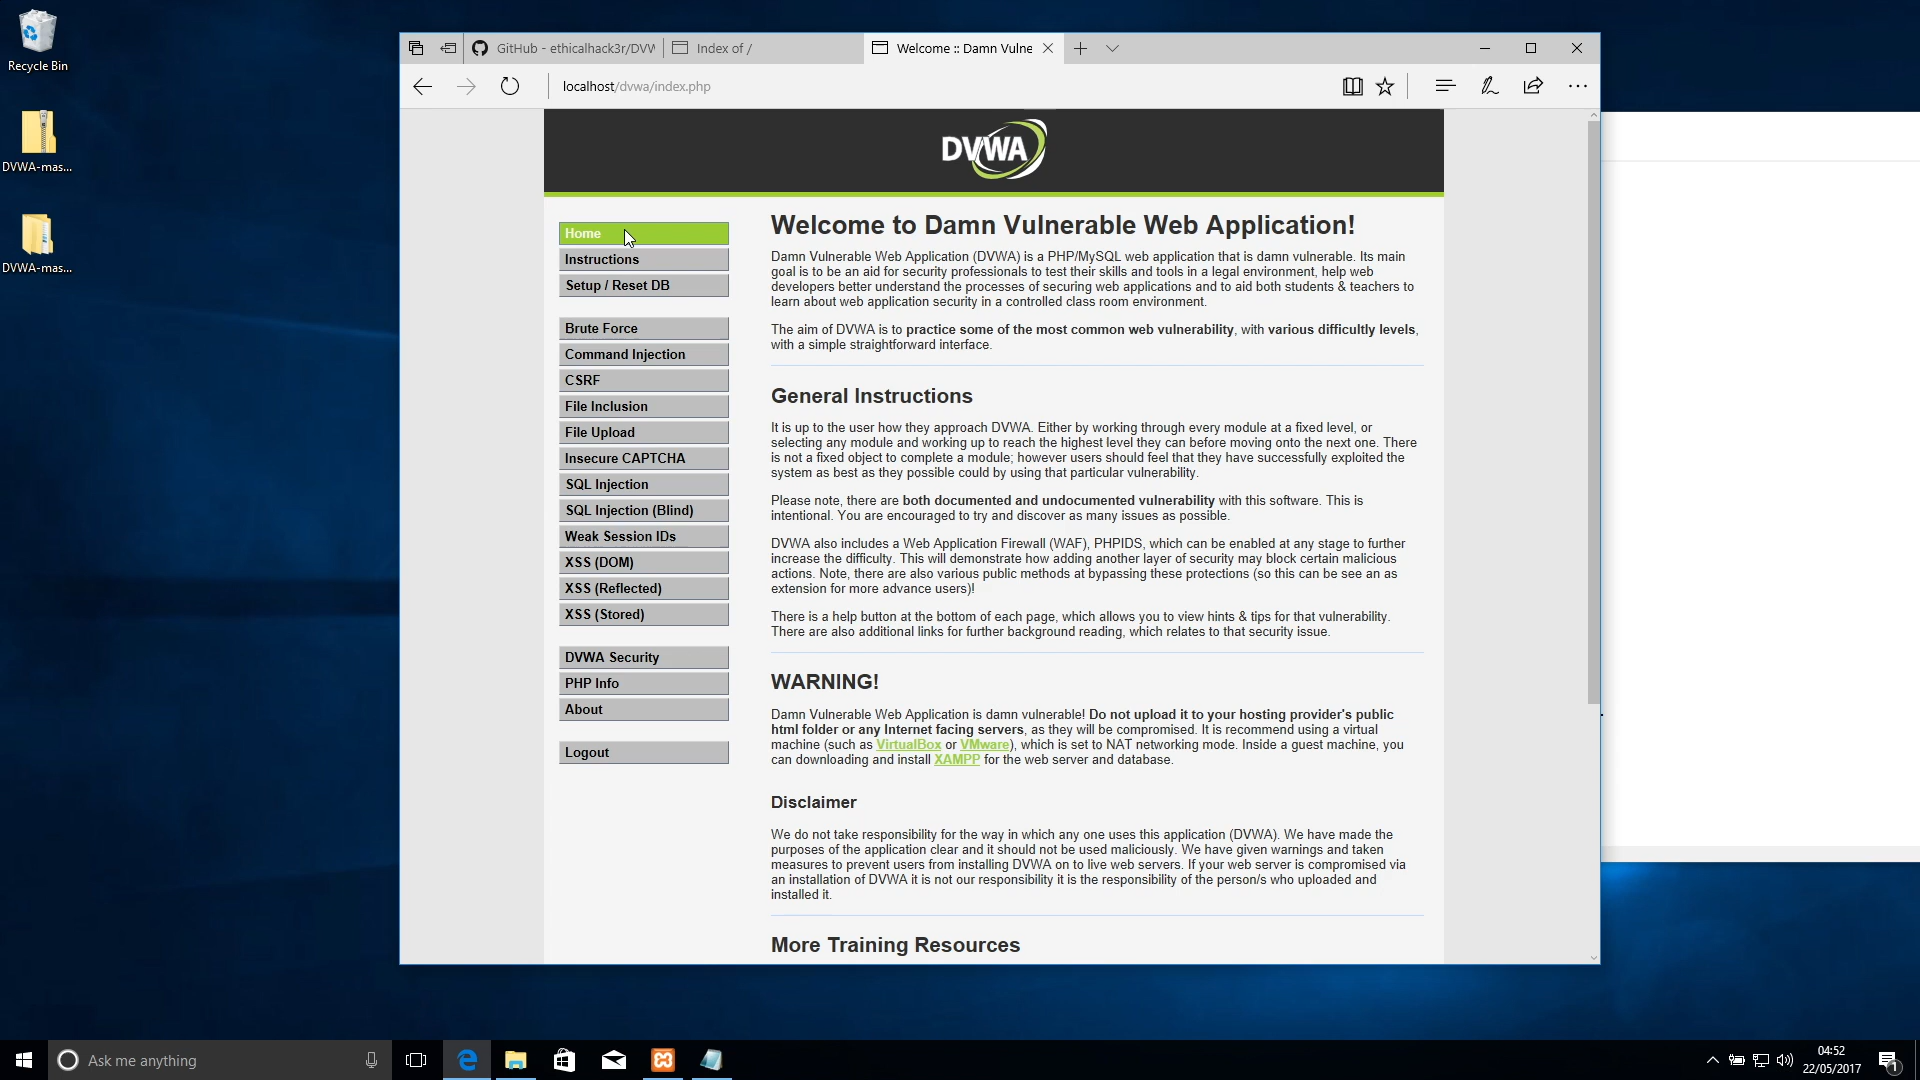 Recycle Bin
DVWA-mas...
DVWA-mas...
GitHub - ethicalhack3r/DVW
Index of /
Welcome :: Damn Vulne
localhost/dvwa/index.php
DVWA
Home
Instructions
Setup / Reset DB
Brute Force
Command Injection
CSRF
File Inclusion
File Upload
Insecure CAPTCHA
SQL Injection
SQL Injection (Blind)
Weak Session IDs
XSS (DOM)
XSS (Reflected)
XSS (Stored)
DVWA Security
PHP Info
About
Logout
Welcome to Damn Vulnerable Web Application!
Damn Vulnerable Web Application (DVWA) is a PHP/MySQL web application that is damn vulnerable. Its main
goal is to be an aid for security professionals to test their skills and tools in a legal environment, help web
developers better understand the processes of securing web applications and to aid both students & teachers to
learn about web application security in a controlled class room environment.
The aim of DVWA is to practice some of the most common web vulnerability, with various difficultly levels,
with a simple straightforward interface.
General Instructions
It is up to the user how they approach DVWA. Either by working through every module at a fixed level, or
selecting any module and working up to reach the highest level they can before moving onto the next one. There
is not a fixed object to complete a module; however users should feel that they have successfully exploited the
system as best as they possible could by using that particular vulnerability.
Please note, there are both documented and undocumented vulnerability with this software. This is
intentional. You are encouraged to try and discover as many issues as possible.
DVWA also includes a Web Application Firewall (WAF), PHPIDS, which can be enabled at any stage to further
increase the difficulty. This will demonstrate how adding another layer of security may block certain malicious
actions. Note, there are also various public methods at bypassing these protections (so this can be see an as
extension for more advance users)!
There is a help button at the bottom of each page, which allows you to view hints & tips for that vulnerability.
There are also additional links for further background reading, which relates to that security issue.
WARNING!
Damn Vulnerable Web Application is damn vulnerable! Do not upload it to your hosting provider's public
html folder or any Internet facing servers, as they will be compromised. It is recommend using a virtual
machine (such as VirtualBox or VMware), which is set to NAT networking mode. Inside a guest machine, you
can downloading and install XAMPP for the web server and database.
Disclaimer
We do not take responsibility for the way in which any one uses this application (DVWA). We have made the
purposes of the application clear and it should not be used maliciously. We have given warnings and taken
measures to prevent users from installing DVWA on to live web servers. If your web server is compromised via
an installation of DVWA it is not our responsibility it is the responsibility of the person/s who uploaded and
installed it.
More Training Resources
Ask me anything
04:52
22/05/2017
1